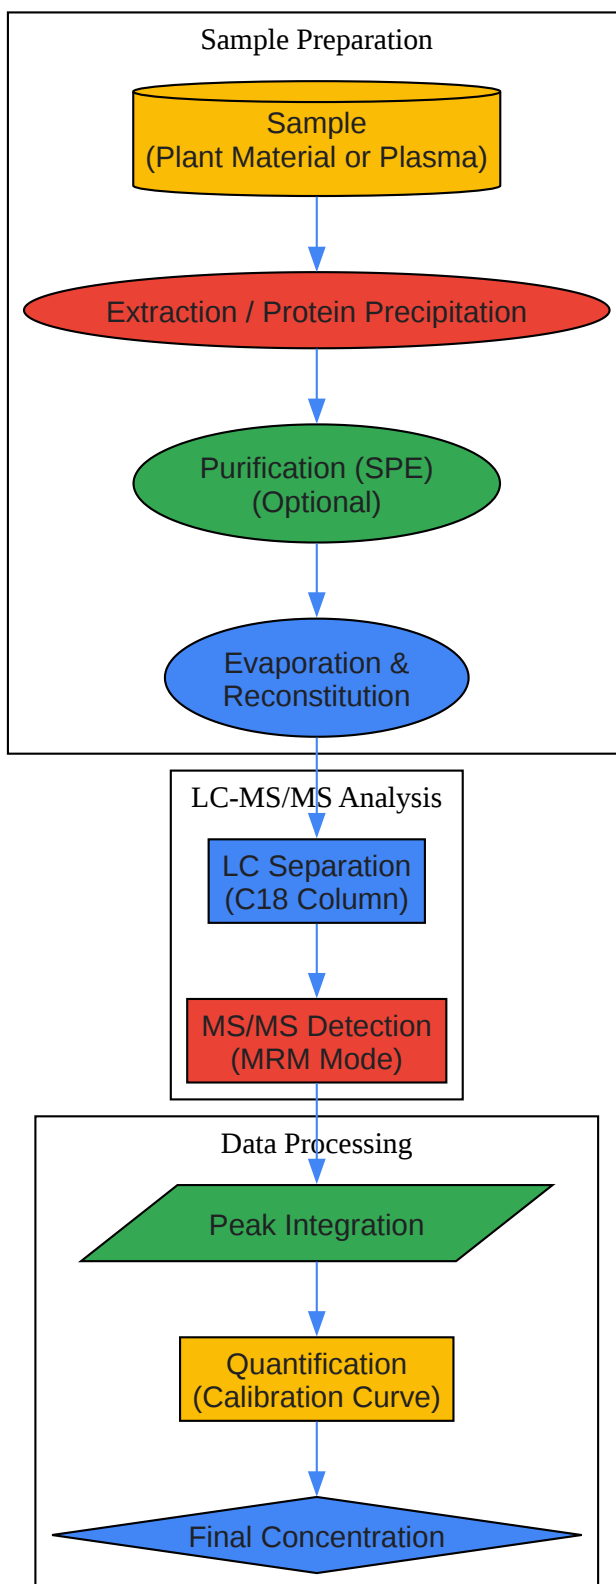 Sample Preparation
Sample
(Plant Material or Plasma)
Extraction / Protein Precipitation
Purification (SPE)
(Optional)
Evaporation &
Reconstitution
LC-MS/MS Analysis
LC Separation
(C18 Column)
MS/MS Detection
(MRM Mode)
Data Processing
Peak Integration
Quantification
(Calibration Curve)
Final Concentration